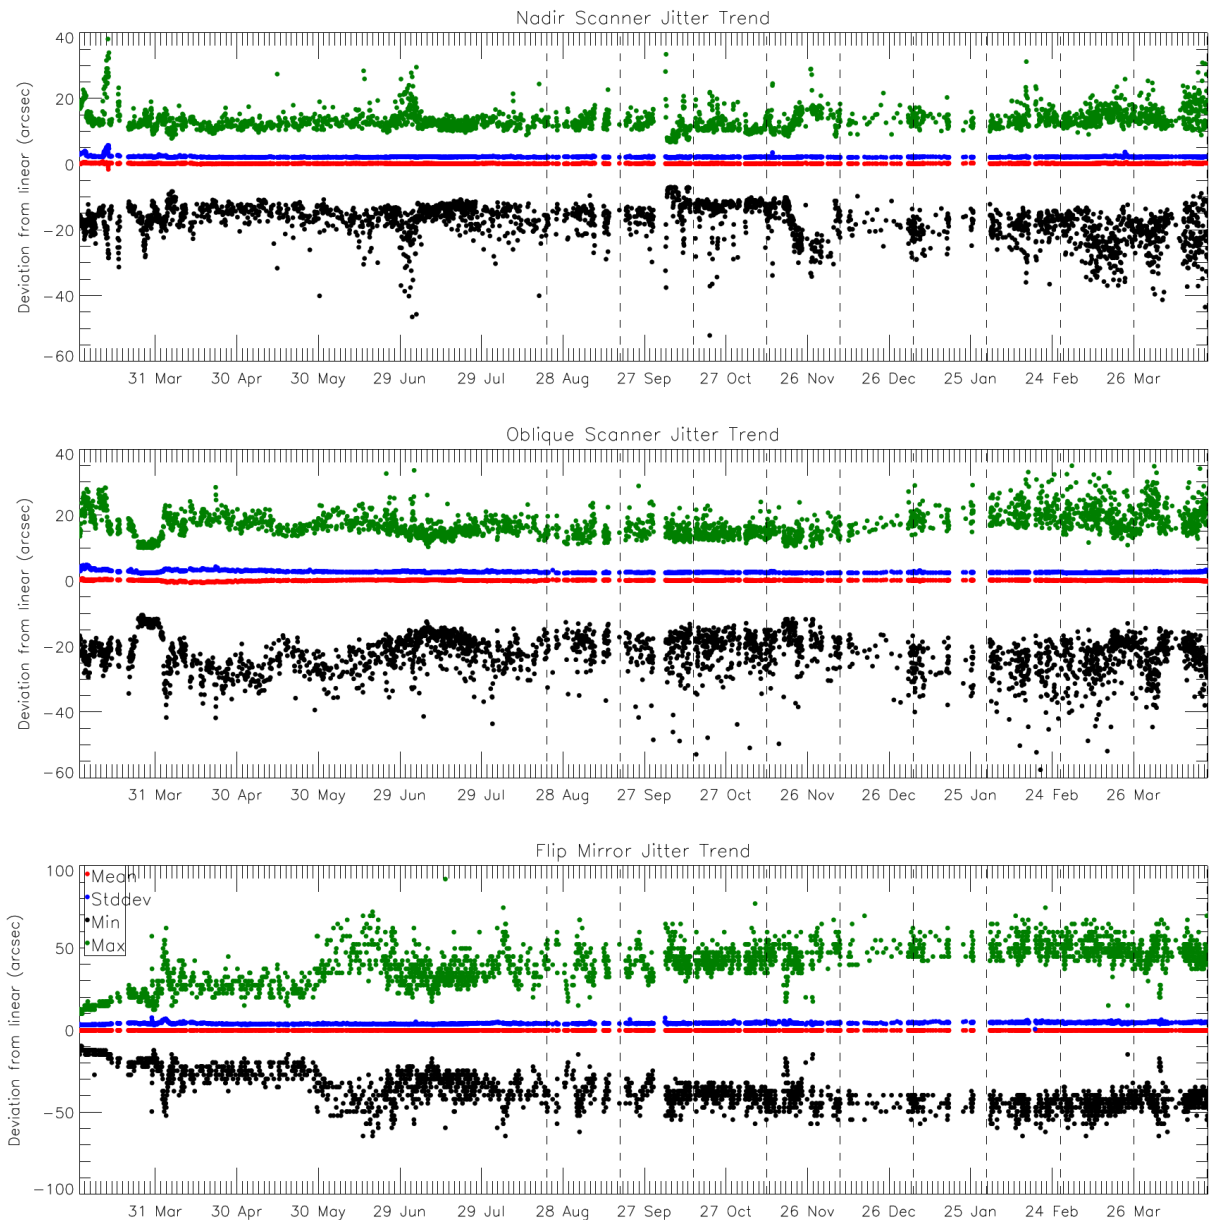 Nadir Scanner Jitter Trend
Deviation from linear (arcsec)
40
20
0
−20
−40
−60
31 Mar 30 Apr 30 May 29 Jun 29 Jul 28 Aug 27 Sep 27 Oct 26 Nov 26 Dec 25 Jan 24 Feb 26 Mar
Oblique Scanner Jitter Trend
Deviation from linear (arcsec)
40
20
0
−20
−40
−60
31 Mar 30 Apr 30 May 29 Jun 29 Jul 28 Aug 27 Sep 27 Oct 26 Nov 26 Dec 25 Jan 24 Feb 26 Mar
Flip Mirror Jitter Trend
Deviation from linear (arcsec)
100
50
0
−50
−100
Mean
Stddev
Min
Max
31 Mar 30 Apr 30 May 29 Jun 29 Jul 28 Aug 27 Sep 27 Oct 26 Nov 26 Dec 25 Jan 24 Feb 26 Mar